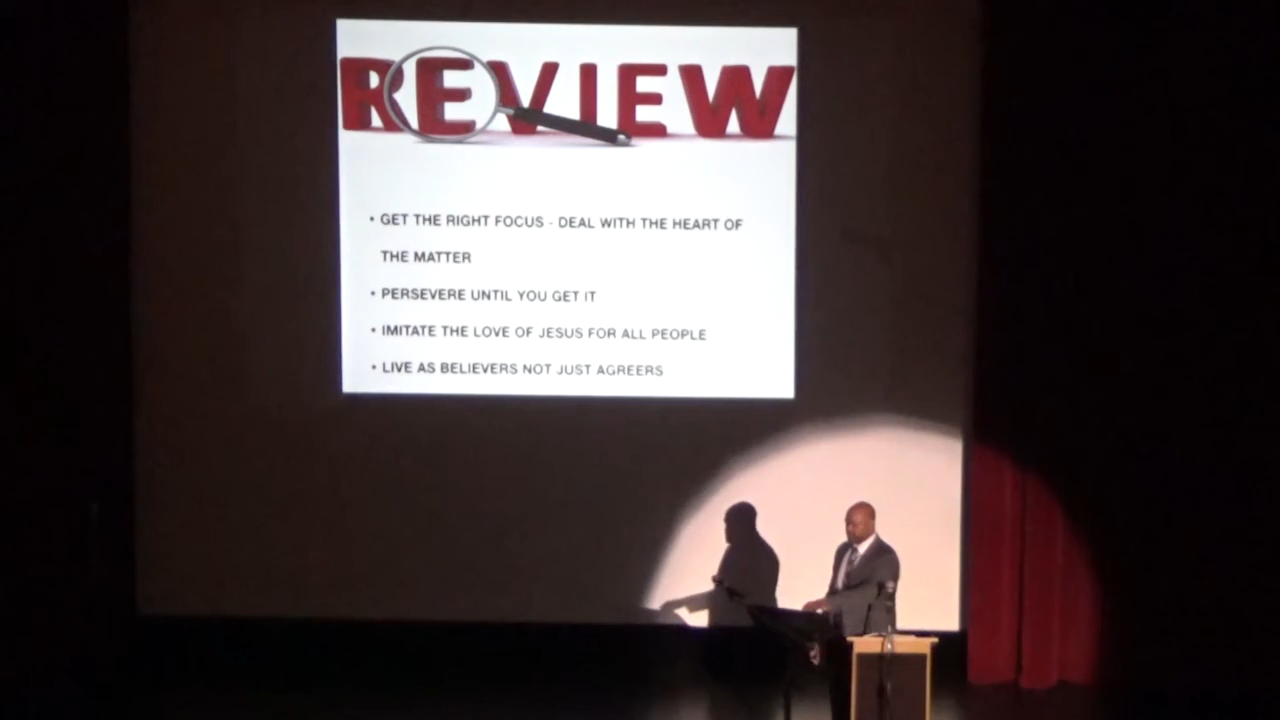 REVIEW
• GET THE RIGHT FOCUS - DEAL WITH THE HEART OF
THE MATTER
• PERSEVERE UNTIL YOU GET IT
• IMITATE THE LOVE OF JESUS FOR ALL PEOPLE
• LIVE AS BELIEVERS NOT JUST AGREERS